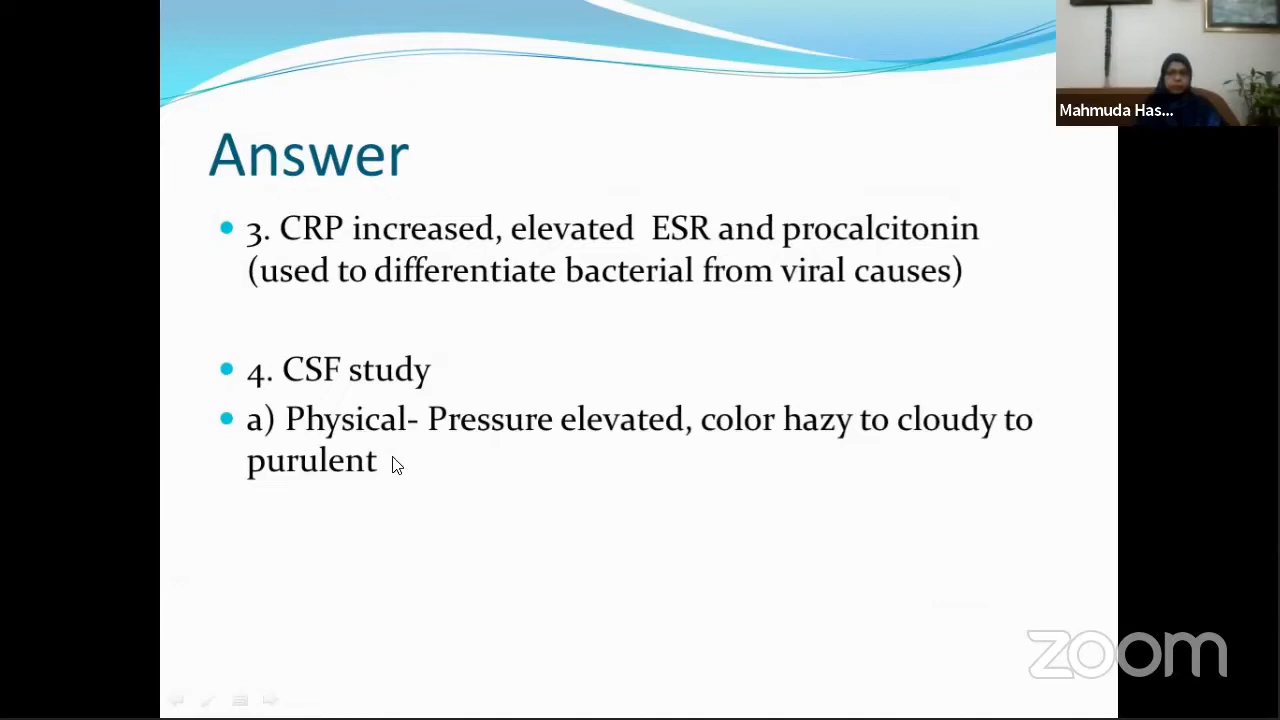 Mahmuda Has...
Answer
• 3. CRP increased, elevated ESR and procalcitonin
(used to differentiate bacterial from viral causes)
• 4. CSF study
• a) Physical- Pressure elevated, color hazy to cloudy to
purulent
zoom